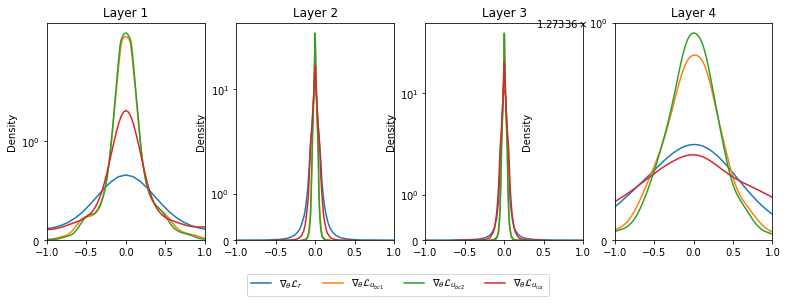 Layer 1 Layer 2 Layer 3 Layer 4
1.27336 × 10⁰
Density Density Density Density
10⁰ 10¹ 10¹
10⁰ 10⁰
0 0 0 0
−1.0 −0.5 0.0 0.5 1.0 −1.0 −0.5 0.0 0.5 1.0 −1.0 −0.5 0.0 0.5 1.0 −1.0 −0.5 0.0 0.5 1.0
∇θℒr ∇θℒu_bc1 ∇θℒu_bc2 ∇θℒu_ics